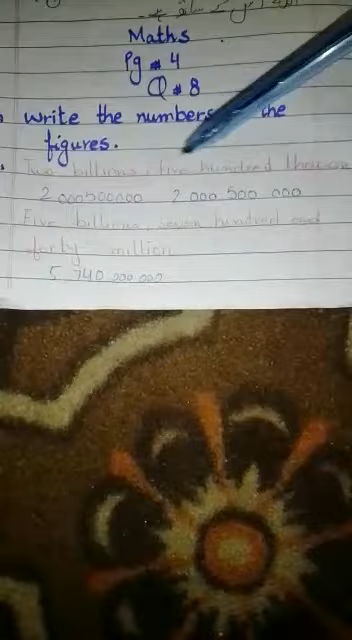 Maths
Pg # 4
Q # 8
Write the numbers the
figures.
Two billions, five hundred thousand
2 000500000 2 000 500 000
Five billions, seven hundred and
forty million
5 740 000 000